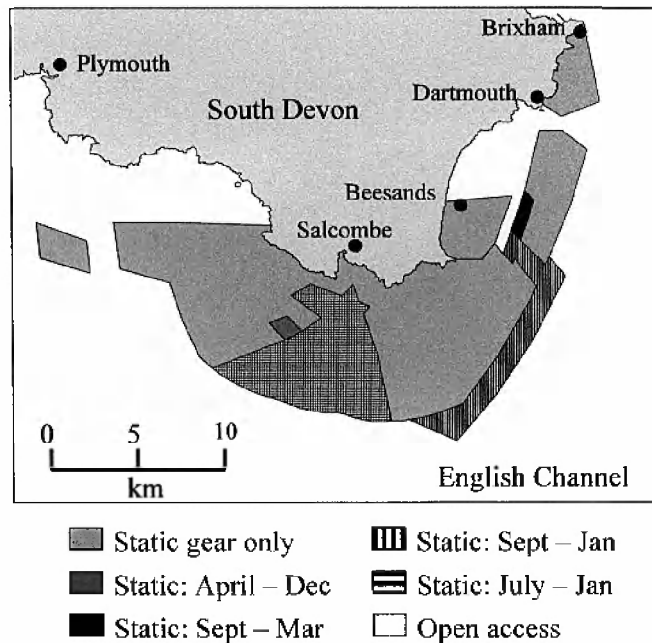 Brixham
Plymouth
Dartmouth
South Devon
Beesands
Salcombe
0 5 10
km
English Channel
Static gear only
Static: April – Dec
Static: Sept – Mar
Static: Sept – Jan
Static: July – Jan
Open access